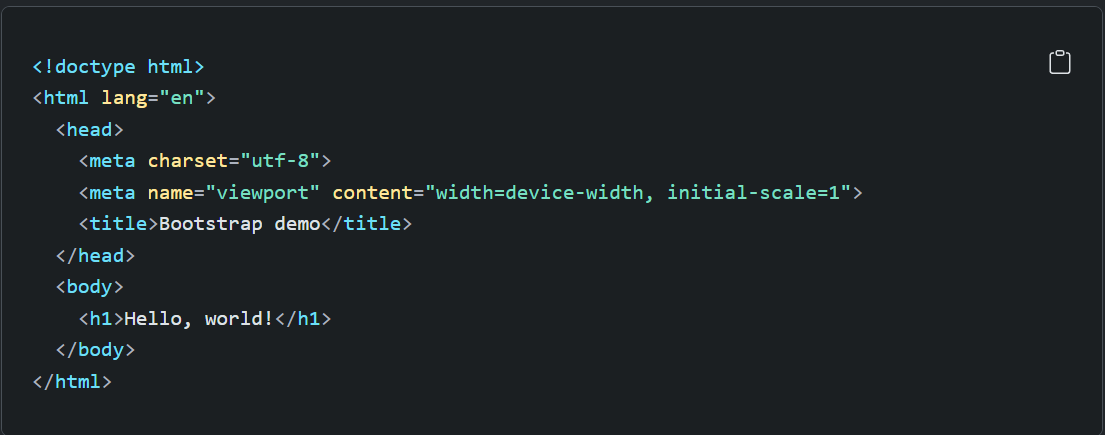 <!doctype html>
<html lang="en">
  <head>
    <meta charset="utf-8">
    <meta name="viewport" content="width=device-width, initial-scale=1">
    <title>Bootstrap demo</title>
  </head>
  <body>
    <h1>Hello, world!</h1>
  </body>
</html>